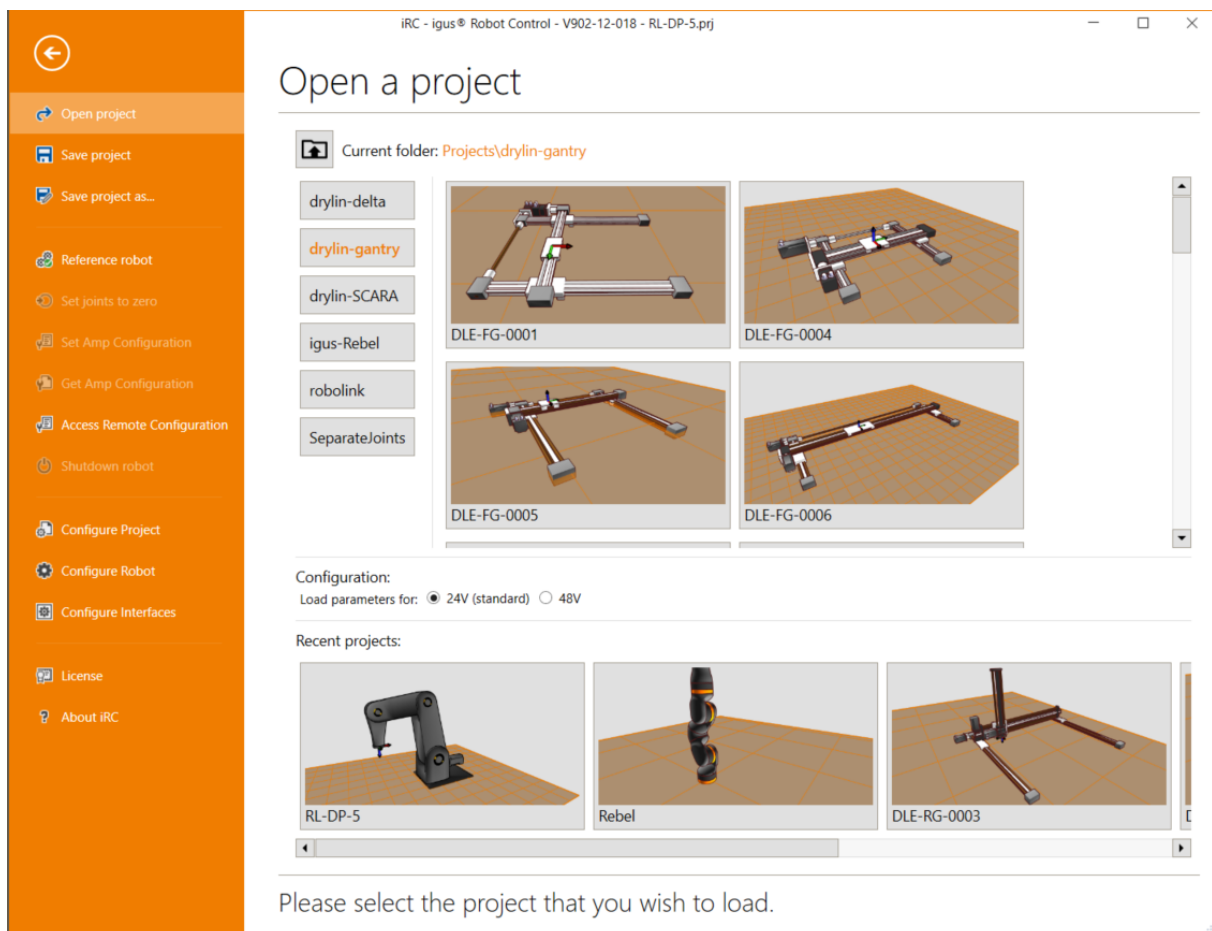 iRC - igus® Robot Control - V902-12-018 - RL-DP-5.prj
Open a project
Open project
Save project
Save project as...
Reference robot
Set joints to zero
Set Amp Configuration
Get Amp Configuration
Access Remote Configuration
Shutdown robot
Configure Project
Configure Robot
Configure Interfaces
License
About iRC
Current folder: Projects\drylin-gantry
drylin-delta
drylin-gantry
drylin-SCARA
igus-Rebel
robolink
SeparateJoints
DLE-FG-0001
DLE-FG-0004
DLE-FG-0005
DLE-FG-0006
Configuration:
Load parameters for: 24V (standard) 48V
Recent projects:
RL-DP-5
Rebel
DLE-RG-0003
Please select the project that you wish to load.